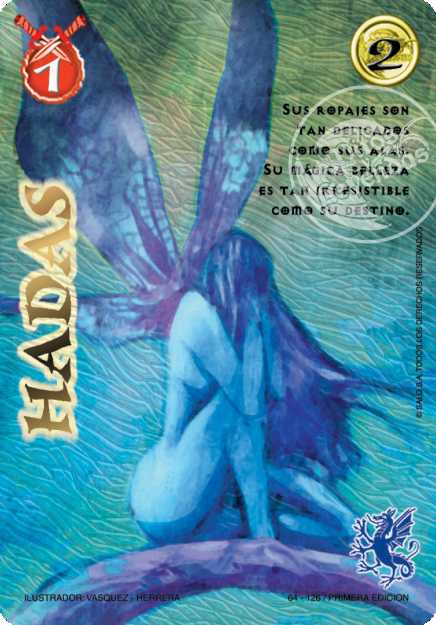 1
2
SUS ROPAJES SON
TAN DELICADOS
COMO SUS ALAS.
SU MÁGICA BELLEZA
ES TAN IRRESISTIBLE
COMO SU DESTINO.
HADAS
© SALO S.A. TODOS LOS DERECHOS RESERVADOS
ILUSTRADOR: VASQUEZ - HERRERA
64 - 126 / PRIMERA EDICION